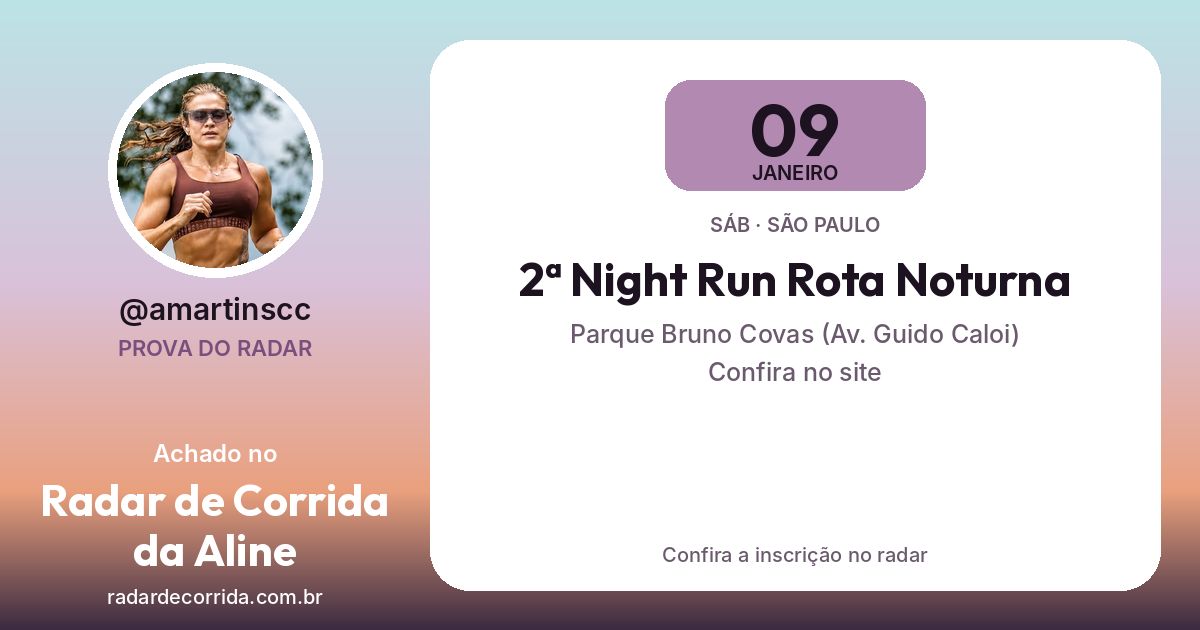 @amartinscc
PROVA DO RADAR
Achado no
Radar de Corrida
da Aline
radardecorrida.com.br
09
JANEIRO
SÁB · SÃO PAULO
2ª Night Run Rota Noturna
Parque Bruno Covas (Av. Guido Caloi)
Confira no site
Confira a inscrição no radar